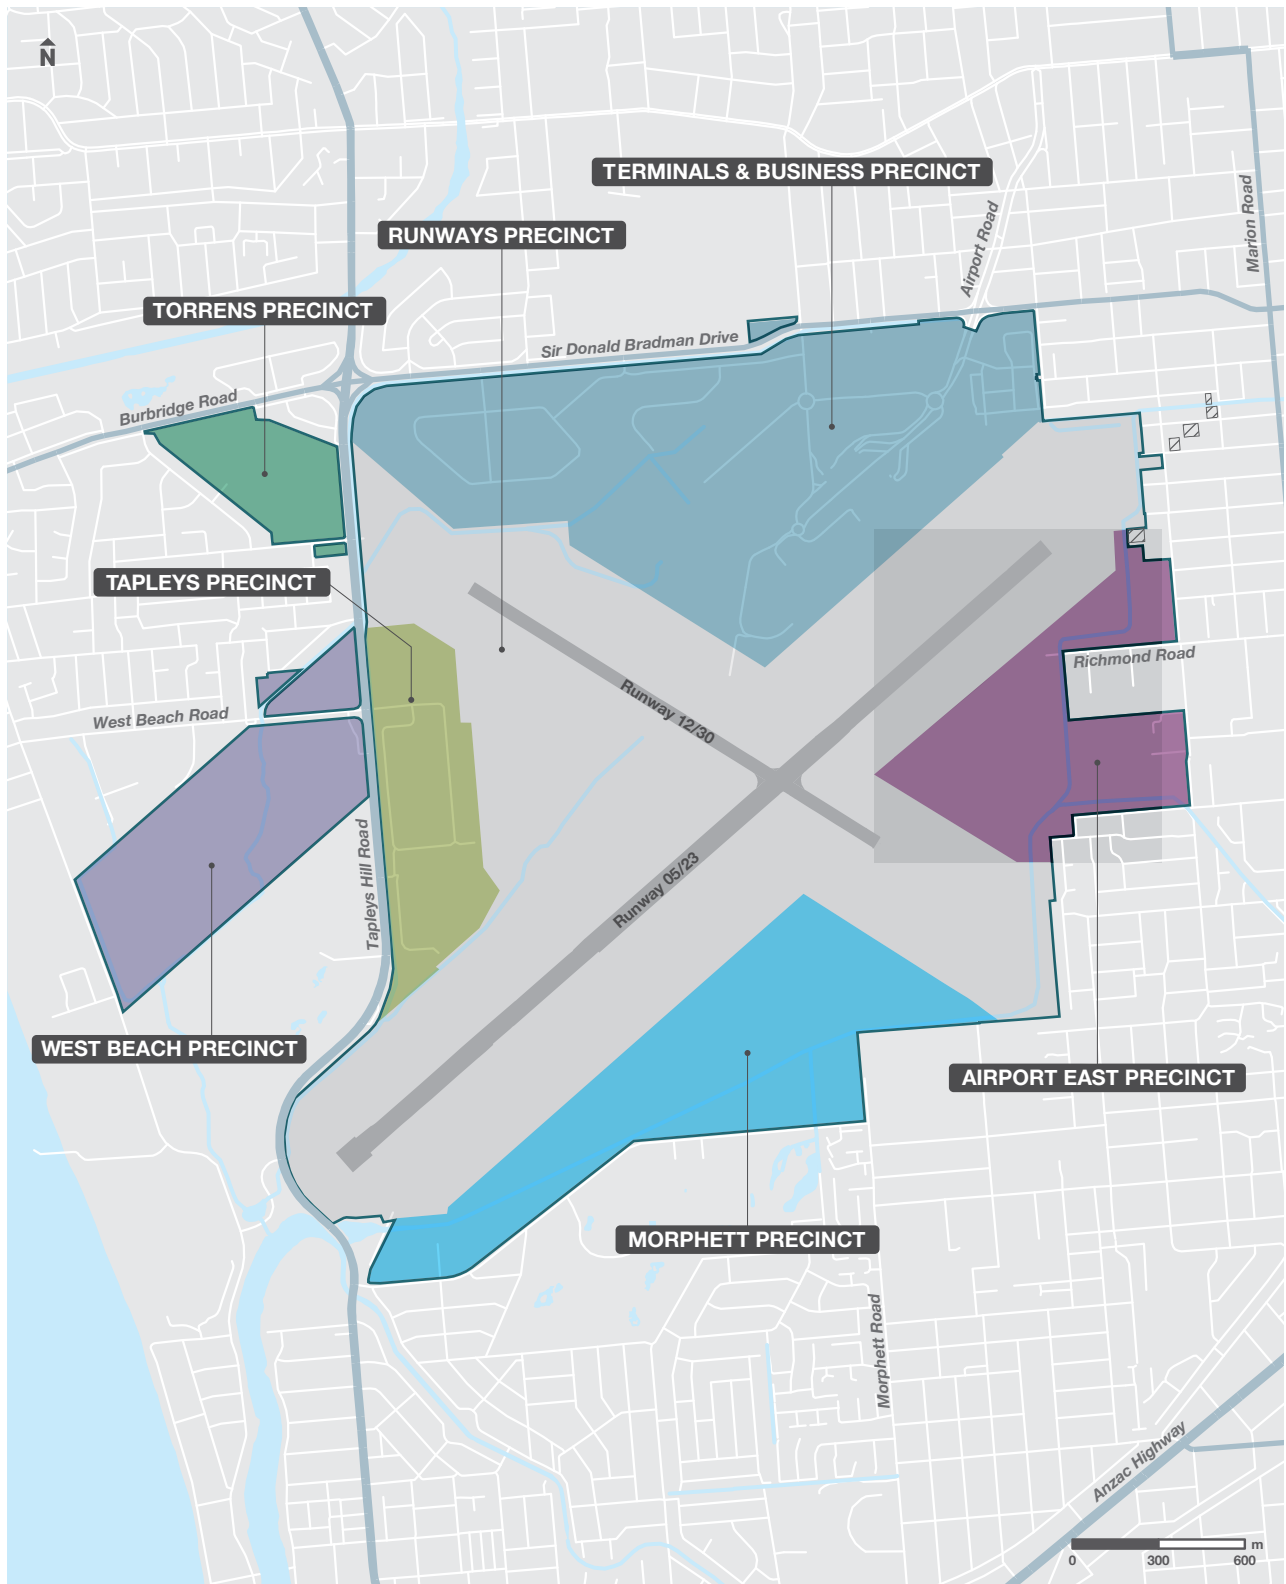 N
TERMINALS & BUSINESS PRECINCT
RUNWAYS PRECINCT
Marion Road
Airport Road
TORRENS PRECINCT
Sir Donald Bradman Drive
Burbridge Road
TAPLEYS PRECINCT
Richmond Road
Runway 12/30
West Beach Road
Tapleys Hill Road
Runway 05/23
WEST BEACH PRECINCT
AIRPORT EAST PRECINCT
MORPHETT PRECINCT
Morphett Road
Anzac Highway
m
0 300 600